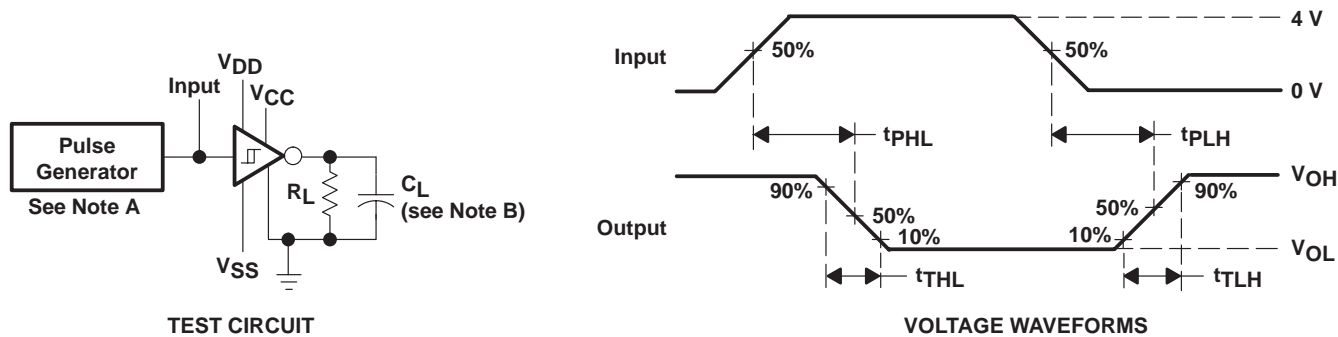 Input
VDD
VCC
Pulse
Generator
See Note A
RL
CL
(see Note B)
VSS
TEST CIRCUIT
Input
50%
50%
4 V
0 V
tPHL
tPLH
Output
90%
50%
10%
10%
50%
90%
VOH
VOL
tTHL
tTLH
VOLTAGE WAVEFORMS